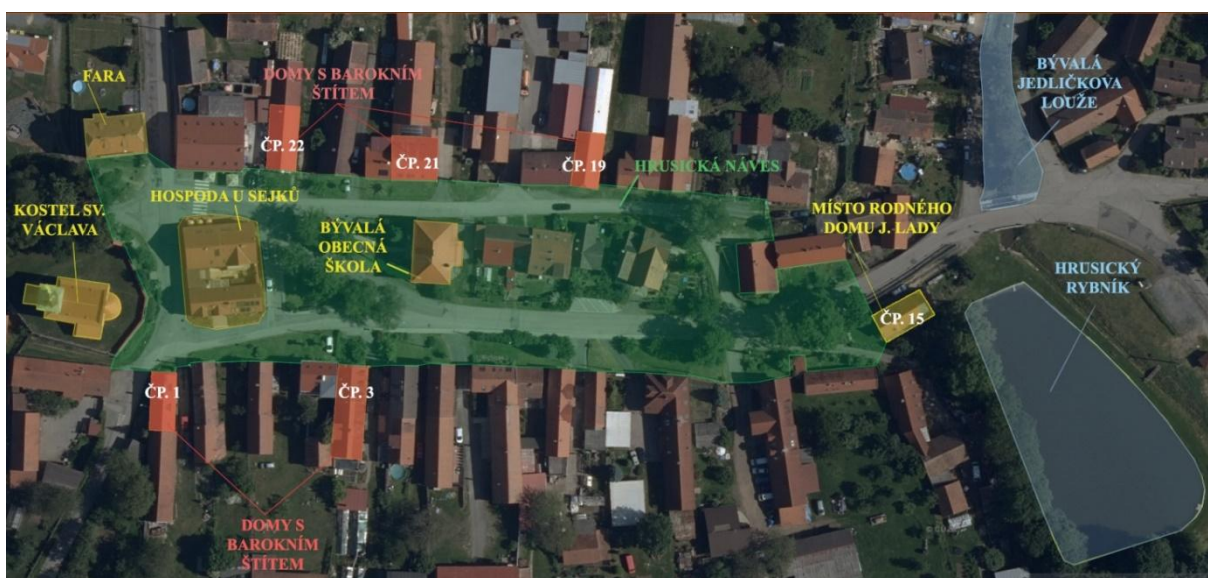 FARA
DOMY S BAROKNÍM
ŠTÍTEM
BÝVALÁ
JEDLIČKOVA
LOUŽE
ČP. 22
ČP. 21
ČP. 19
HRUSICKÁ NÁVES
HOSPODA U SEJKŮ
KOSTEL SV.
VÁCLAVA
BÝVALÁ
OBECNÁ
ŠKOLA
MÍSTO RODNÉHO
DOMU J. LADY
HRUSICKÝ
RYBNÍK
ČP. 15
ČP. 1
ČP. 3
DOMY S
BAROKNÍM
ŠTÍTEM